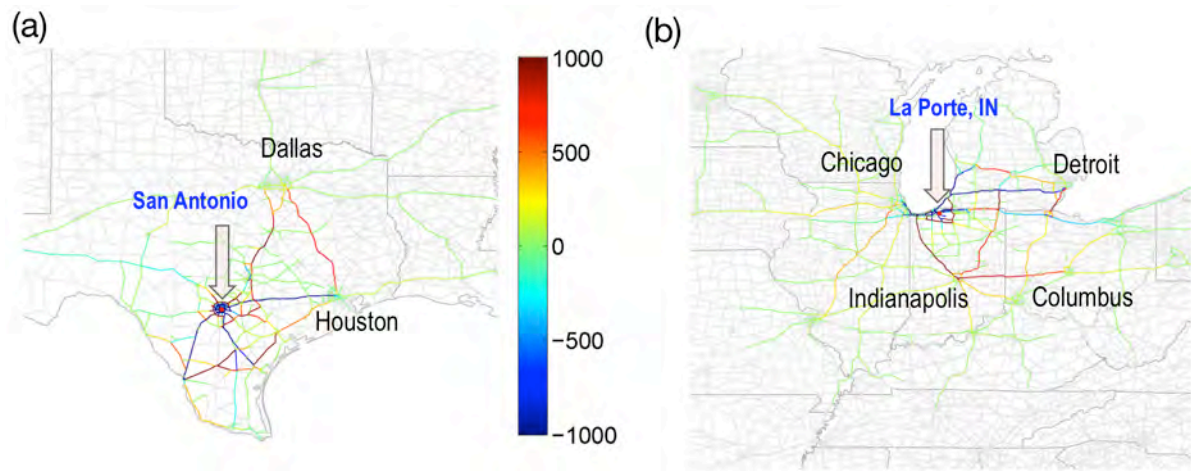 (a)
Dallas
San Antonio
Houston
1000
500
0
−500
−1000
(b)
La Porte, IN
Chicago
Detroit
Indianapolis
Columbus